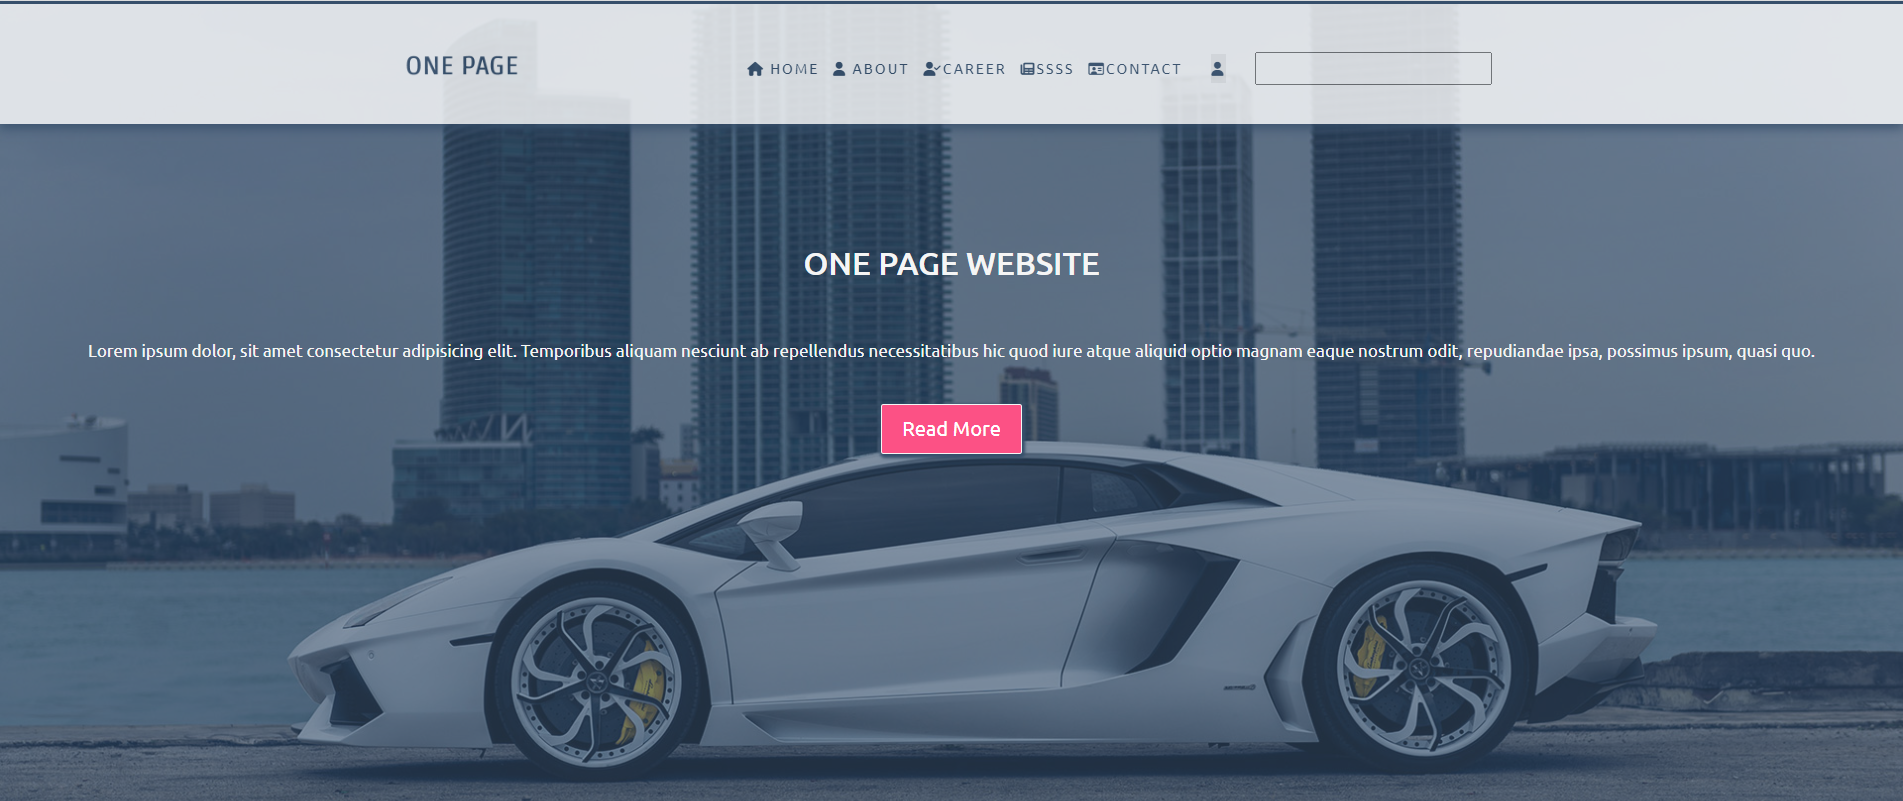 ONE PAGE
HOME ABOUT CAREER SSSS CONTACT
ONE PAGE WEBSITE
Lorem ipsum dolor, sit amet consectetur adipisicing elit. Temporibus aliquam nesciunt ab repellendus necessitatibus hic quod iure atque aliquid optio magnam eaque nostrum odit, repudiandae ipsa, possimus ipsum, quasi quo.
Read More